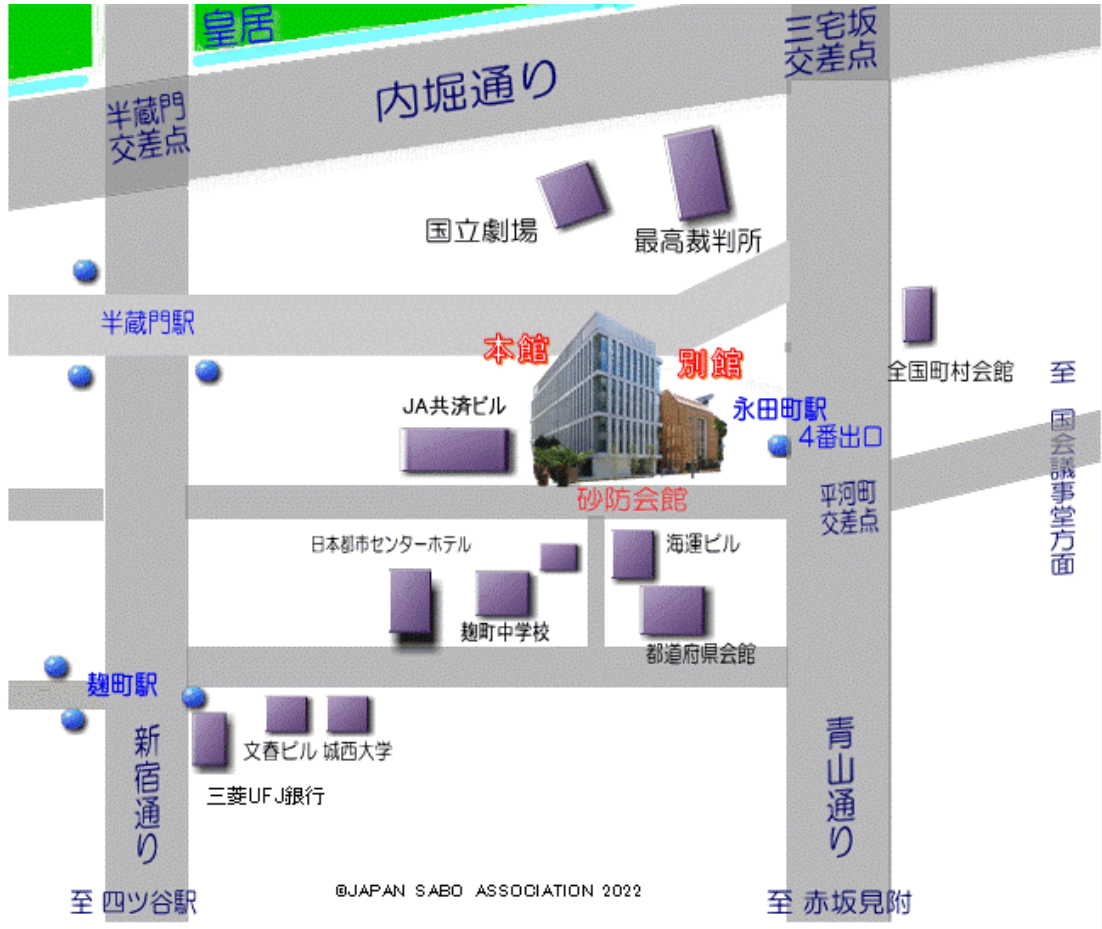 皇居
三宅坂
交差点
内堀通り
半蔵門
交差点
国立劇場
最高裁判所
半蔵門駅
本館
別館
全国町村会館
至 国会議事堂方面
JA共済ビル
永田町駅
4番出口
砂防会館
平河町
交差点
日本都市センターホテル
海運ビル
麹町中学校
都道府県会館
麹町駅
新宿通り
文春ビル
城西大学
青山通り
三菱UFJ銀行
©JAPAN SABO ASSOCIATION 2022
至 四ツ谷駅
至 赤坂見附